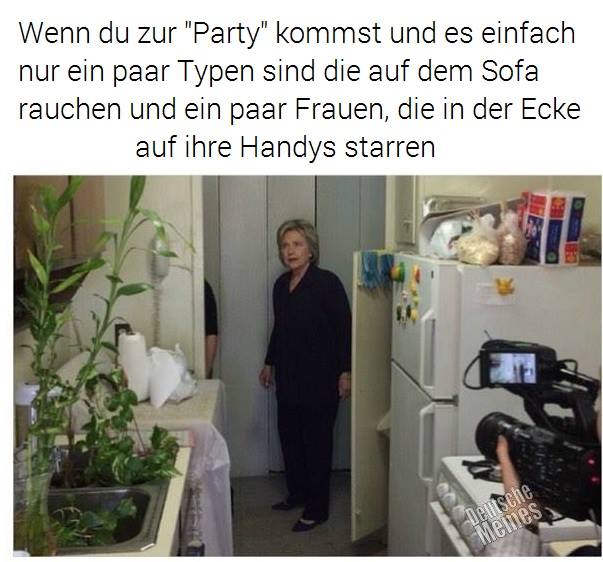 Wenn du zur "Party" kommst und es einfach
nur ein paar Typen sind die auf dem Sofa
rauchen und ein paar Frauen, die in der Ecke
auf ihre Handys starren
Deutsche
Memes